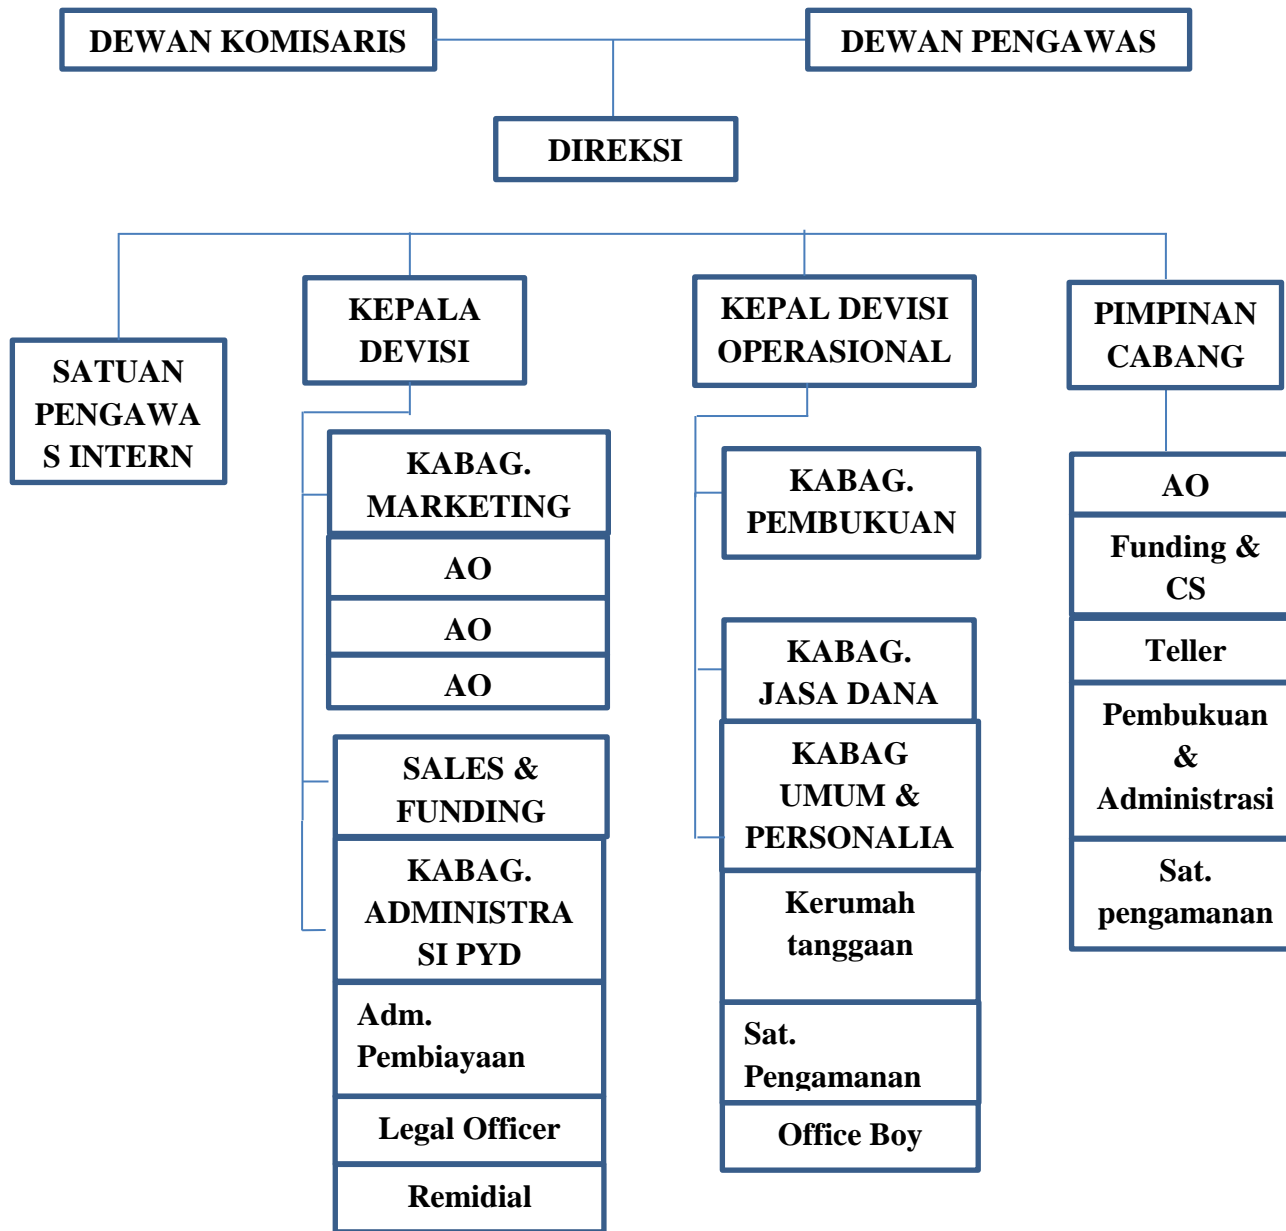 DEWAN KOMISARIS
DEWAN PENGAWAS
DIREKSI
SATUAN
PENGAWA
S INTERN
KEPALA
DEVISI
KABAG.
MARKETING
AO
AO
AO
SALES &
FUNDING
KABAG.
ADMINISTRA
SI PYD
Adm.
Pembiayaan
Legal Officer
Remidial
KEPAL DEVISI
OPERASIONAL
KABAG.
PEMBUKUAN
KABAG.
JASA DANA
KABAG
UMUM &
PERSONALIA
Kerumah
tanggaan
Sat.
Pengamanan
Office Boy
PIMPINAN
CABANG
AO
Funding &
CS
Teller
Pembukuan
&
Administrasi
Sat.
pengamanan